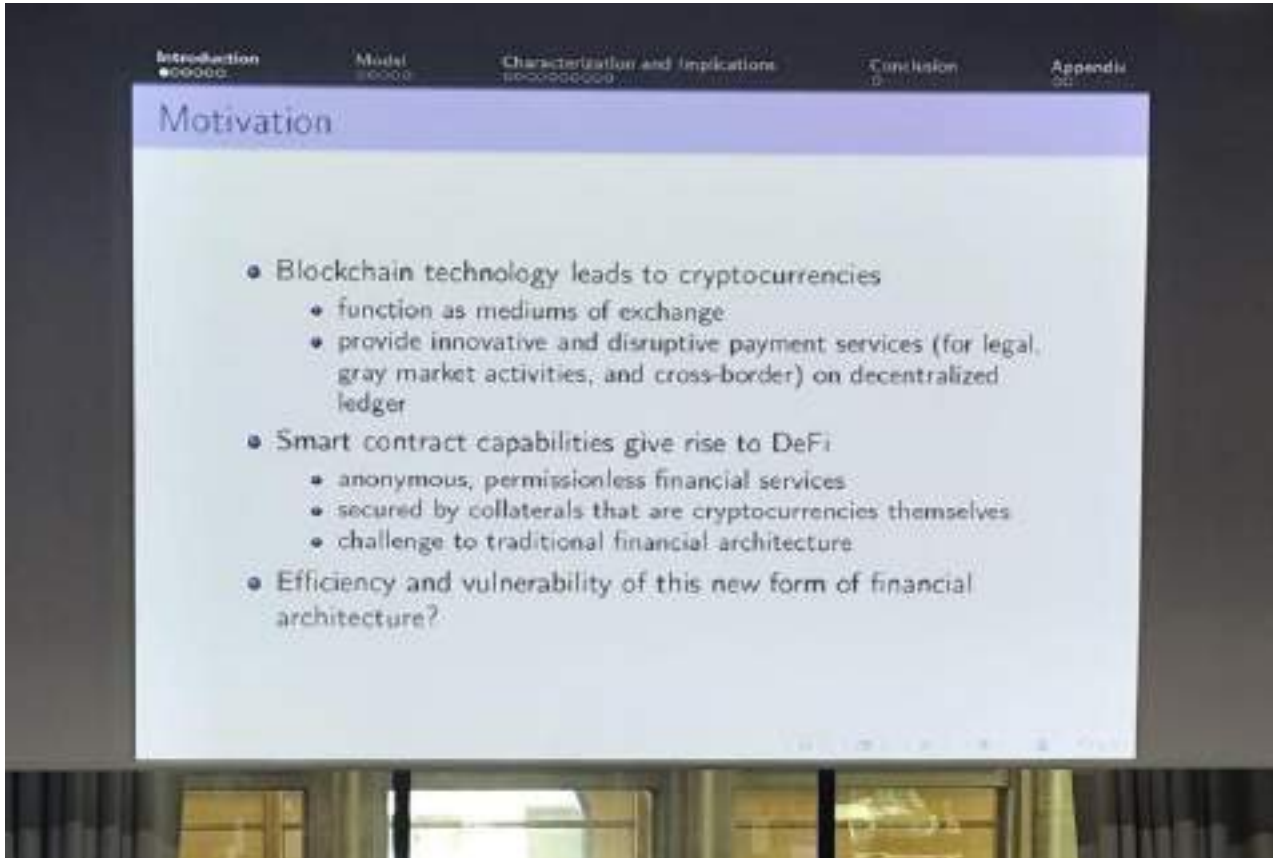 Introduction Model Characterization and Implications Conclusion Appendix
Motivation
• Blockchain technology leads to cryptocurrencies
• function as mediums of exchange
• provide innovative and disruptive payment services (for legal,
gray market activities, and cross-border) on decentralized
ledger
• Smart contract capabilities give rise to DeFi
• anonymous, permissionless financial services
• secured by collaterals that are cryptocurrencies themselves
• challenge to traditional financial architecture
• Efficiency and vulnerability of this new form of financial
architecture?